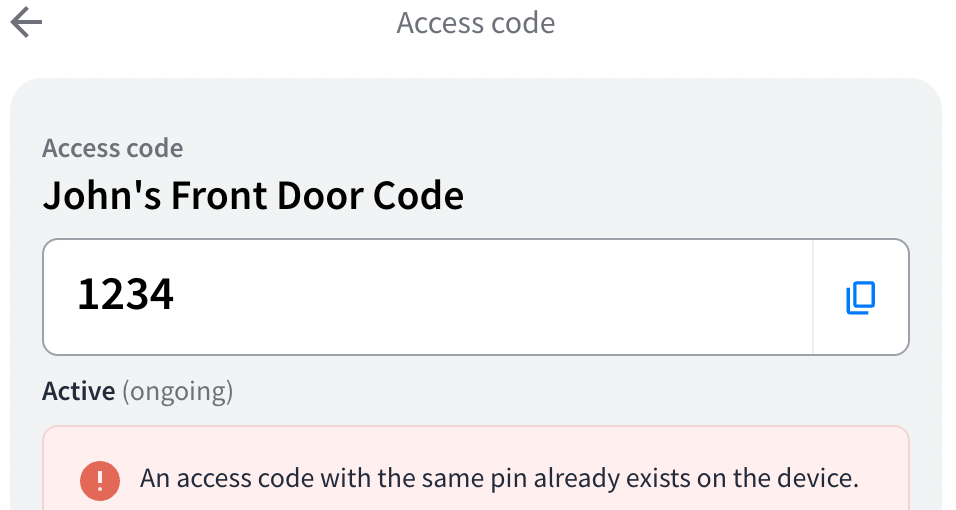 Access code
Access code
John's Front Door Code
1234
Active (ongoing)
An access code with the same pin already exists on the device.